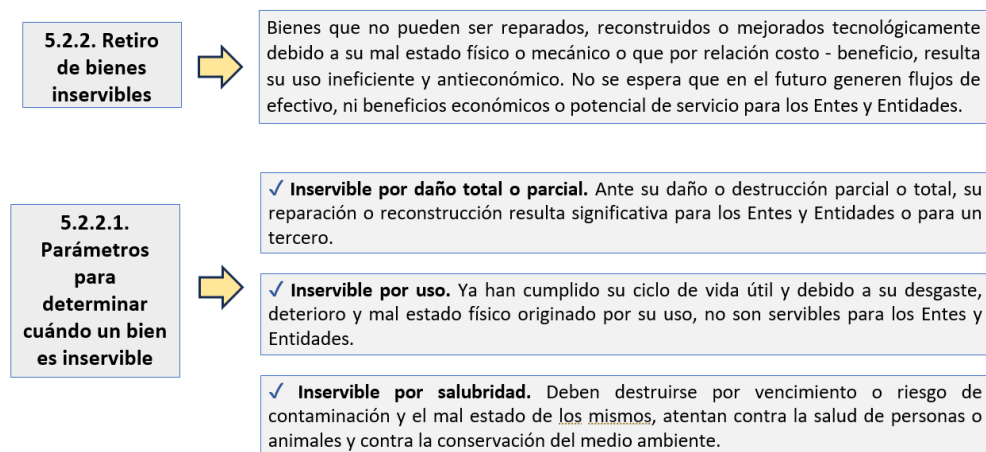 5.2.2. Retiro
de bienes
inservibles
Bienes que no pueden ser reparados, reconstruidos o mejorados tecnológicamente
debido a su mal estado físico o mecánico o que por relación costo - beneficio, resulta
su uso ineficiente y antieconómico. No se espera que en el futuro generen flujos de
efectivo, ni beneficios económicos o potencial de servicio para los Entes y Entidades.
5.2.2.1.
Parámetros
para
determinar
cuándo un bien
es inservible
✓ Inservible por daño total o parcial. Ante su daño o destrucción parcial o total, su
reparación o reconstrucción resulta significativa para los Entes y Entidades o para un
tercero.
✓ Inservible por uso. Ya han cumplido su ciclo de vida útil y debido a su desgaste,
deterioro y mal estado físico originado por su uso, no son servibles para los Entes y
Entidades.
✓ Inservible por salubridad. Deben destruirse por vencimiento o riesgo de
contaminación y el mal estado de los mismos, atentan contra la salud de personas o
animales y contra la conservación del medio ambiente.